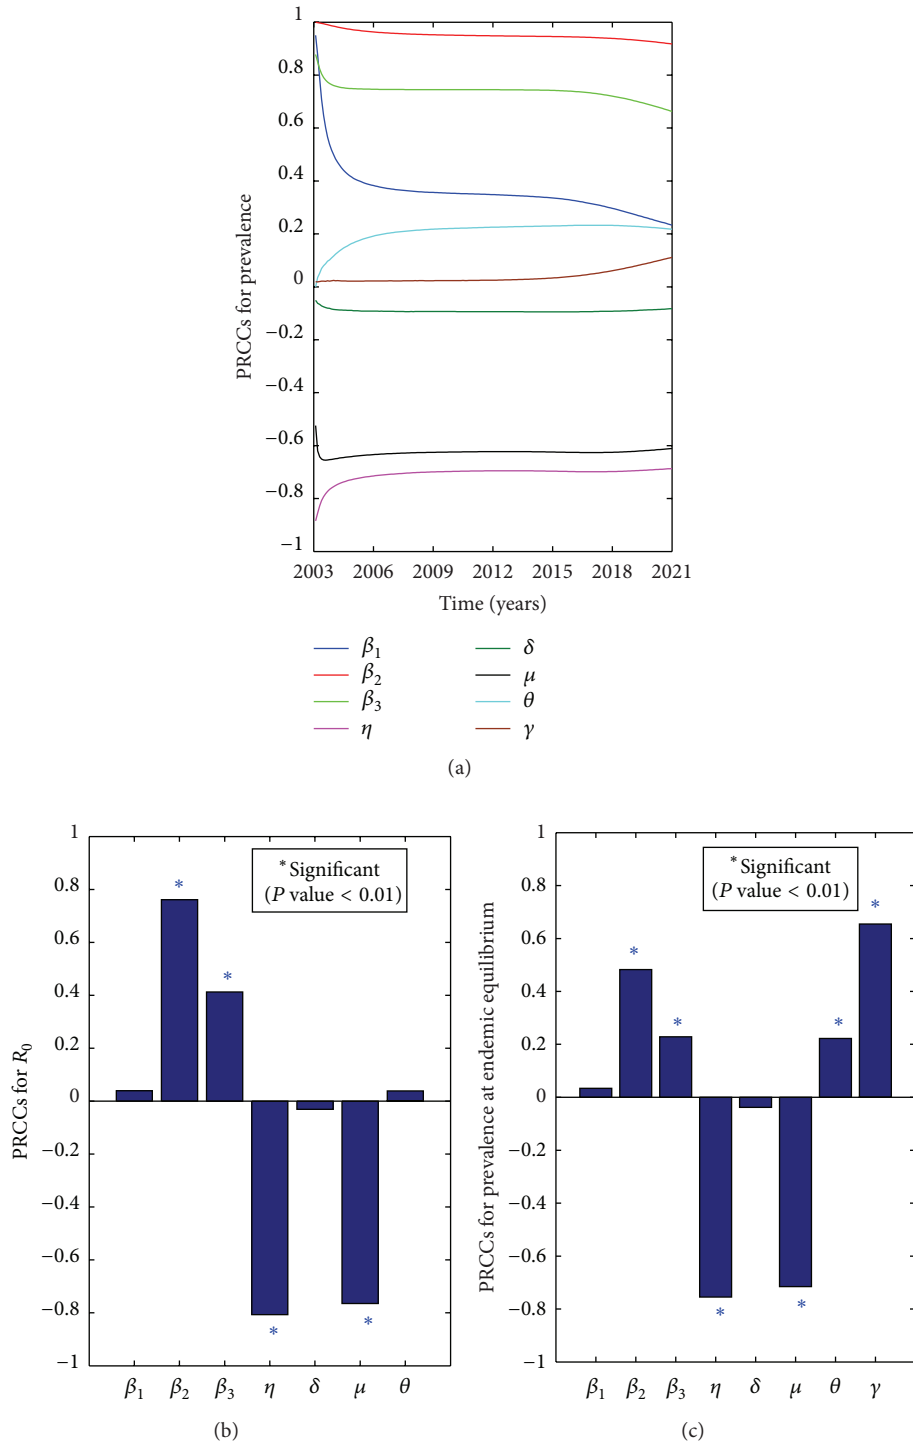 1
0.8
0.6
0.4
0.2
0
−0.2
−0.4
−0.6
−0.8
−1
PRCCs for prevalence
2003 2006 2009 2012 2015 2018 2021
Time (years)
β1 δ
β2 μ
β3 θ
η γ
(a)
1
0.8
0.6
0.4
0.2
0
−0.2
−0.4
−0.6
−0.8
−1
PRCCs for R0
*Significant
(P value < 0.01)
* * * *
β1 β2 β3 η δ μ θ
(b)
1
0.8
0.6
0.4
0.2
0
−0.2
−0.4
−0.6
−0.8
−1
PRCCs for prevalence at endemic equilibrium
*Significant
(P value < 0.01)
* * * * * *
β1 β2 β3 η δ μ θ γ
(c)